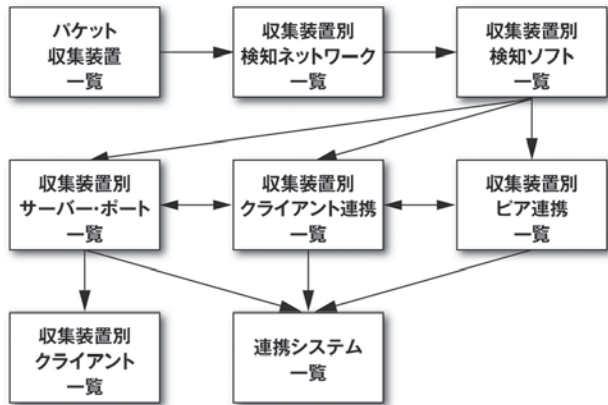 パケット
収集装置
一覧
収集装置別
検知ネットワーク
一覧
収集装置別
検知ソフト
一覧
収集装置別
サーバー・ポート
一覧
収集装置別
クライアント連携
一覧
収集装置別
ピア連携
一覧
収集装置別
クライアント
一覧
連携システム
一覧